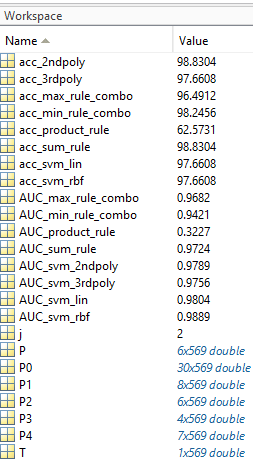 Workspace
Name Value
acc_2ndpoly 98.8304
acc_3rdpoly 97.6608
acc_max_rule_combo 96.4912
acc_min_rule_combo 98.2456
acc_product_rule 62.5731
acc_sum_rule 98.8304
acc_svm_lin 97.6608
acc_svm_rbf 97.6608
AUC_max_rule_combo 0.9682
AUC_min_rule_combo 0.9421
AUC_product_rule 0.3227
AUC_sum_rule 0.9724
AUC_svm_2ndpoly 0.9789
AUC_svm_3rdpoly 0.9756
AUC_svm_lin 0.9804
AUC_svm_rbf 0.9889
j 2
P 6x569 double
P0 30x569 double
P1 8x569 double
P2 6x569 double
P3 4x569 double
P4 7x569 double
T 1x569 double